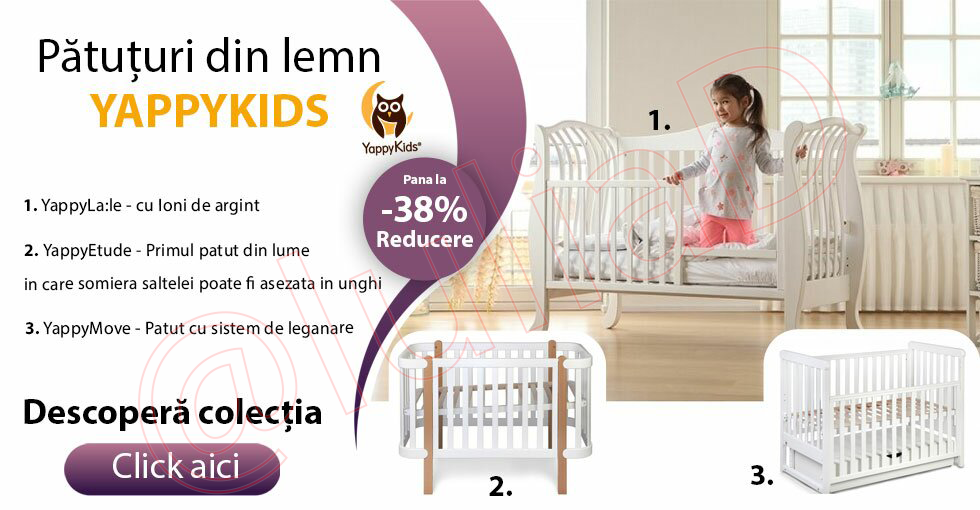 Pătuțuri din lemn
YAPPYKIDS
YappyKids®
Pana la
-38%
Reducere
1. YappyLa:le - cu Ioni de argint
2. YappyEtude - Primul patut din lume
in care somiera saltelei poate fi asezata in unghi
3. YappyMove - Patut cu sistem de leganare
Descoperă colecția
Click aici
1.
2.
3.